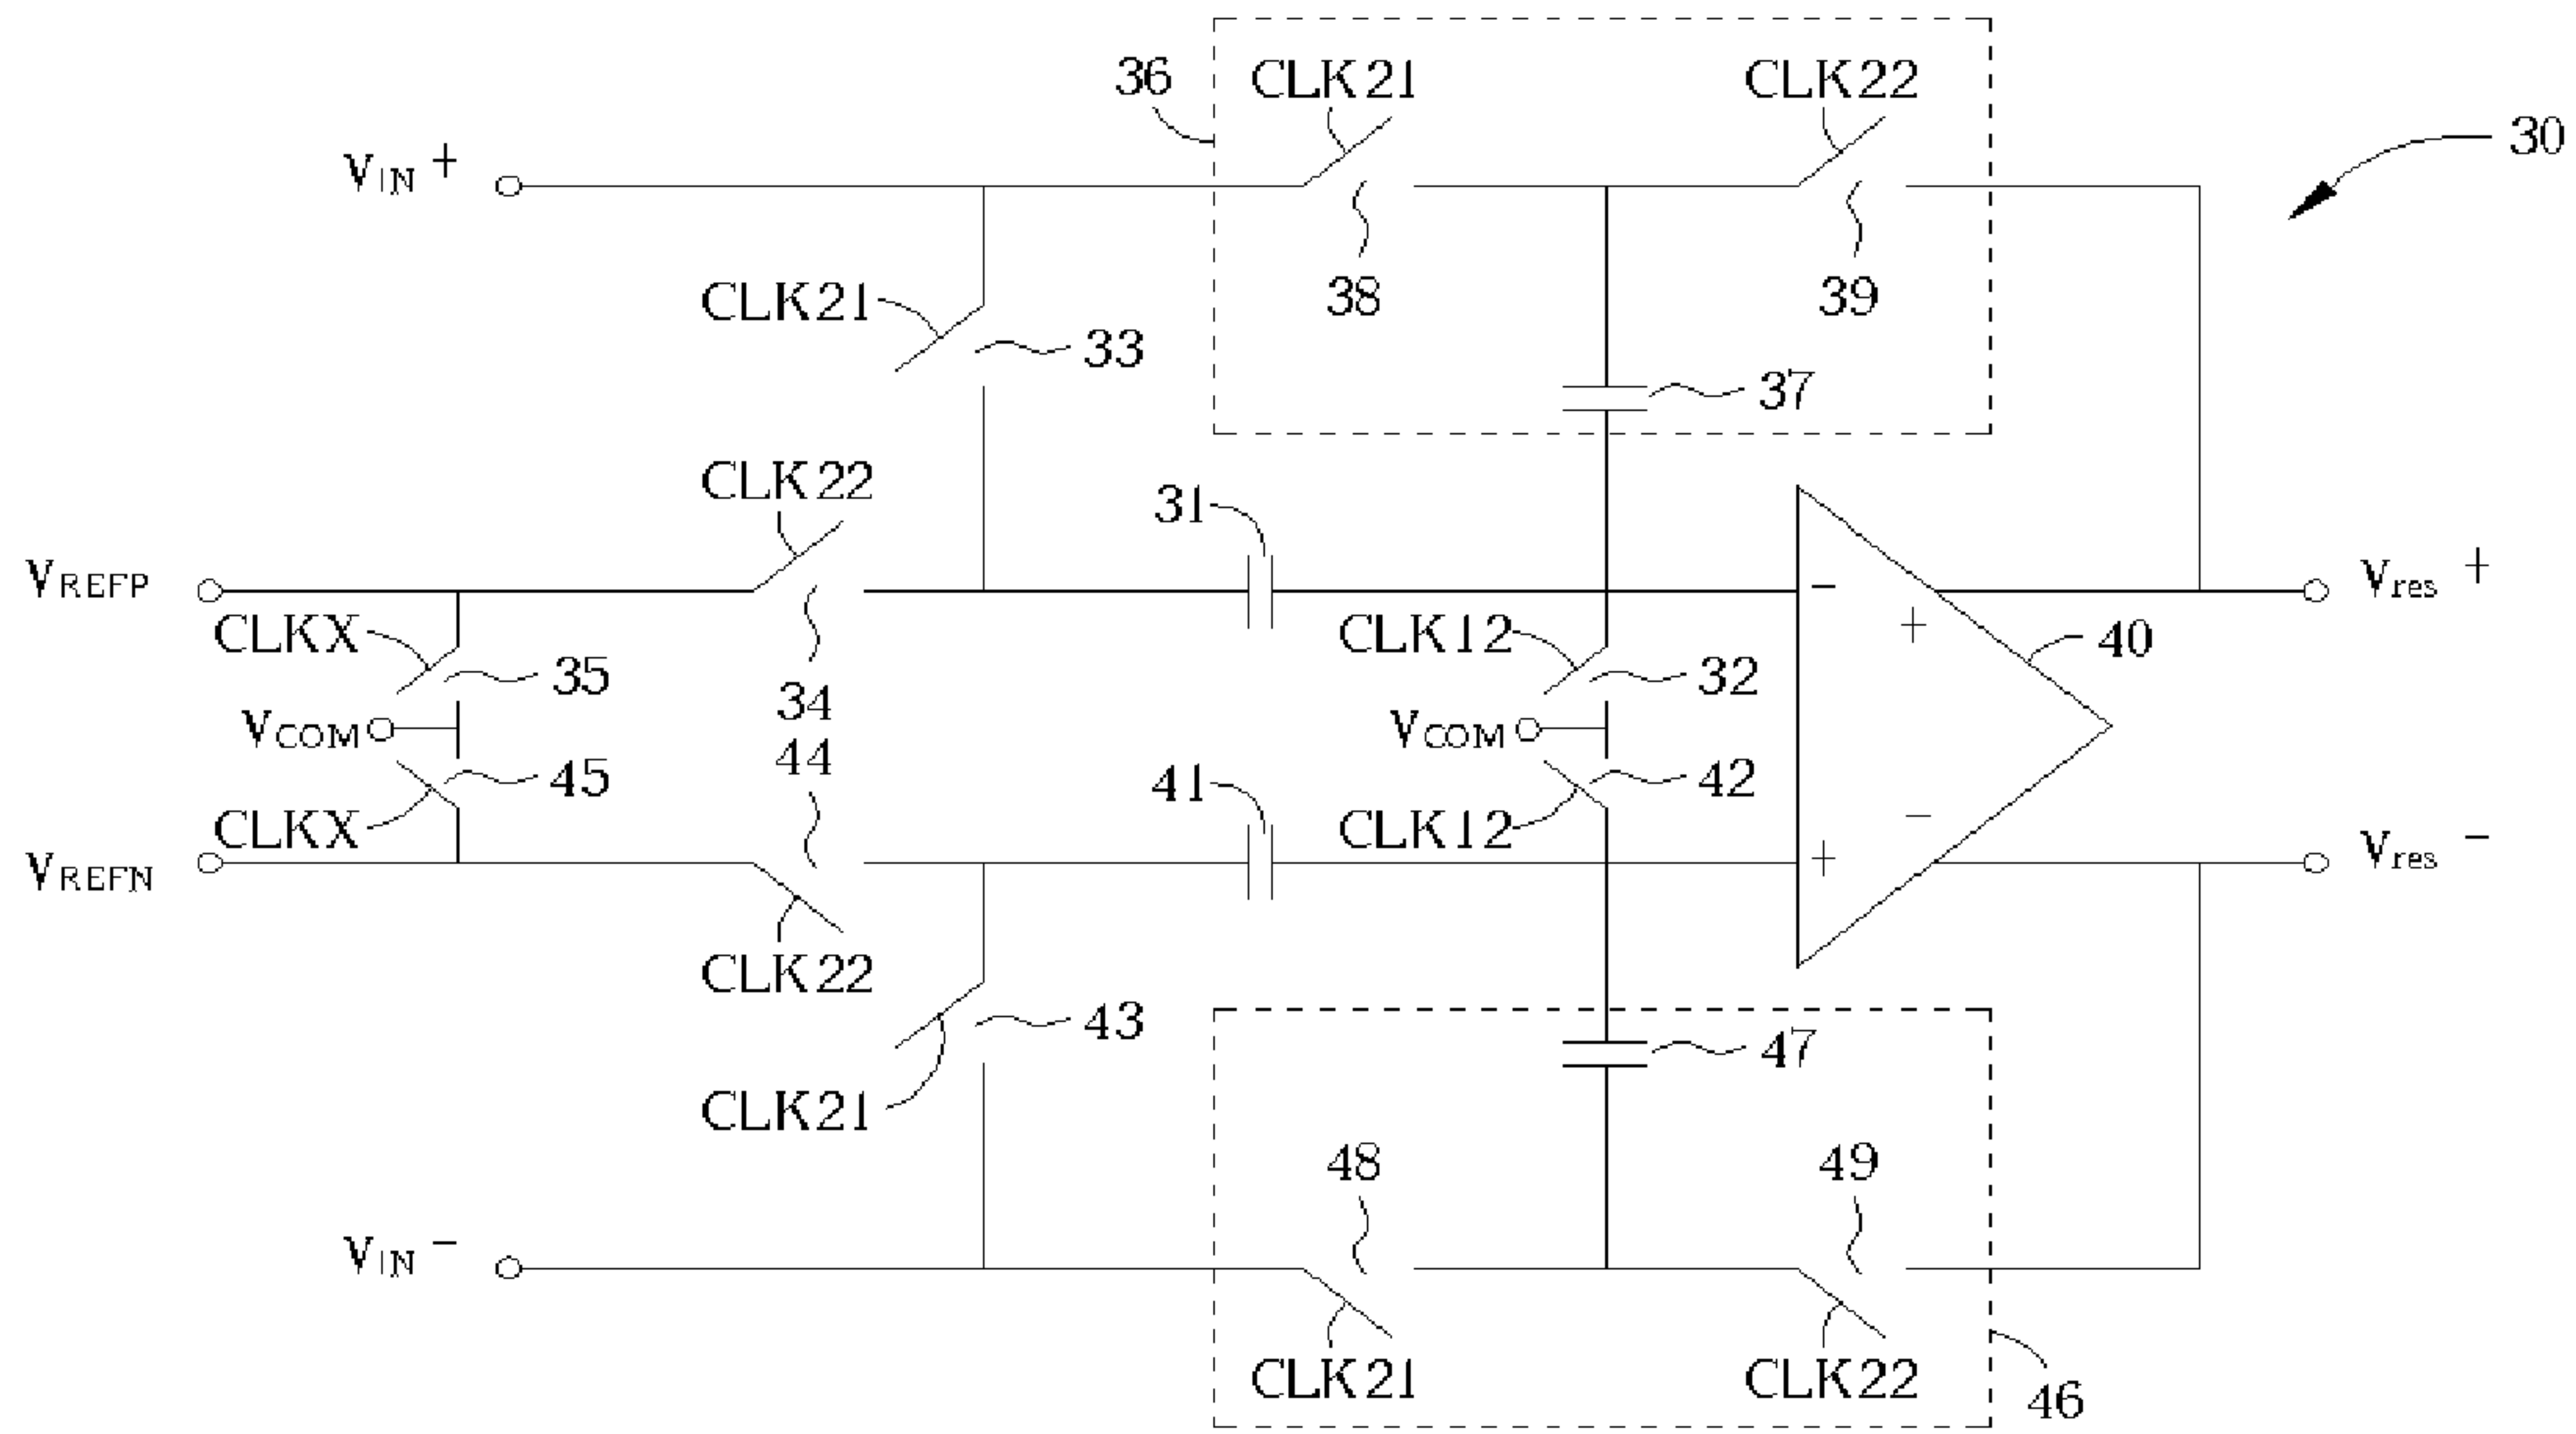 36 CLK21 CLK22
30
VIN +
38 39
CLK21
33
37
CLK22
31
VREFP
− Vres +
CLKX CLK12 +
40
35 34 32
VCOM VCOM
44
45 41 42
CLKX CLK12 −
VREFN + Vres −
CLK22
43 47
CLK21
48 49
VIN −
CLK21 CLK22
46